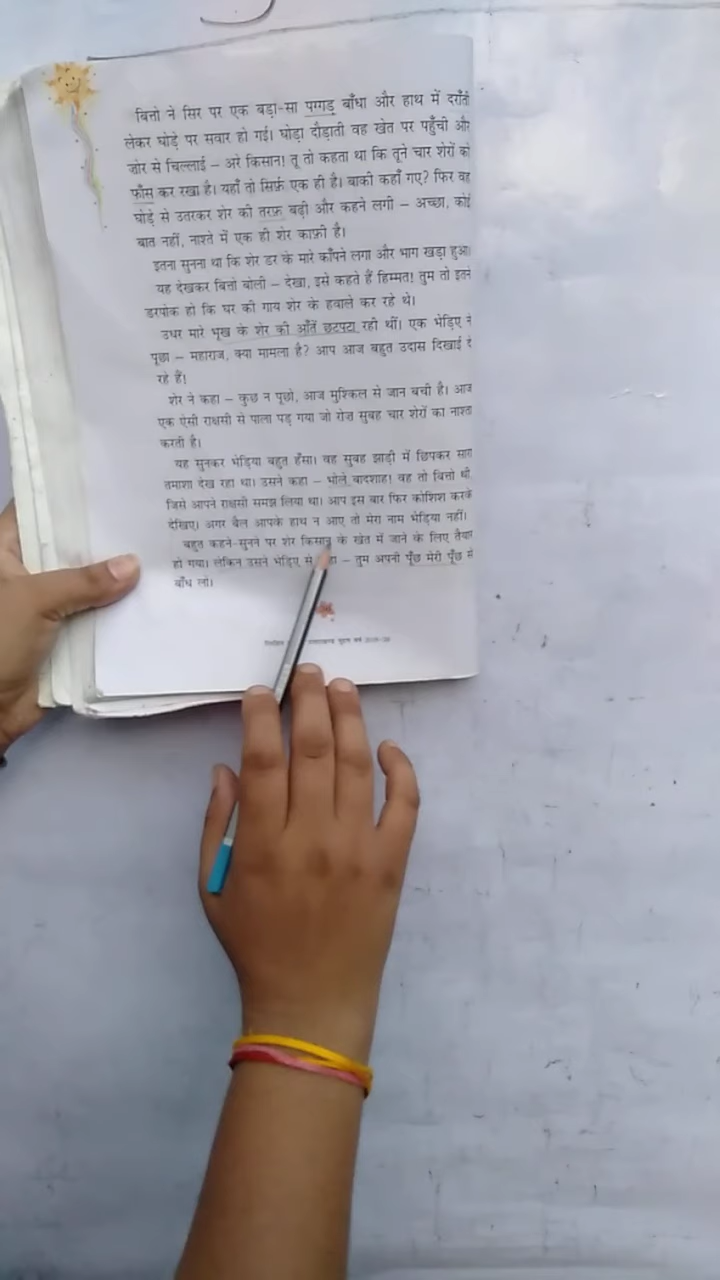 बित्तो ने सिर पर एक बड़ा-सा पग्गड़ बाँधा और हाथ में दराँती
लेकर घोड़े पर सवार हो गई। घोड़ा दौड़ाती वह खेत पर पहुँची और
ज़ोर से चिल्लाई – अरे किसान! तू तो कहता था कि तूने चार शेरों को
फाँस कर रखा है। यहाँ तो सिर्फ़ एक ही है। बाकी कहाँ गए? फिर वह
घोड़े से उतरकर शेर की तरफ़ बढ़ी और कहने लगी – अच्छा, कोई
बात नहीं, नाश्ते में एक ही शेर काफ़ी है।
इतना सुनना था कि शेर डर के मारे काँपने लगा और भाग खड़ा हुआ।
यह देखकर बित्तो बोली – देखा, इसे कहते हैं हिम्मत! तुम तो इतने
डरपोक हो कि घर की गाय शेर के हवाले कर रहे थे।
उधर मारे भूख के शेर की आँतें छटपटा रही थीं। एक भेड़िए ने
पूछा – महाराज, क्या मामला है? आप आज बहुत उदास दिखाई दे
रहे हैं!
शेर ने कहा – कुछ न पूछो, आज मुश्किल से जान बची है। आज
एक ऐसी राक्षसी से पाला पड़ गया जो रोज़ सुबह चार शेरों का नाश्ता
करती है।
यह सुनकर भेड़िया बहुत हँसा। वह सुबह झाड़ी में छिपकर सारा
तमाशा देख रहा था। उसने कहा – भोले बादशाह! वह तो बित्तो थी
जिसे आपने राक्षसी समझ लिया था। आप इस बार फिर कोशिश करके
देखिए। अगर बैल आपके हाथ न आए तो मेरा नाम भेड़िया नहीं।
बहुत कहने-सुनने पर शेर किसान के खेत में जाने के लिए तैयार
हो गया। लेकिन उसने भेड़िए से – तुम अपनी पूँछ मेरी पूँछ से
बाँध लो।